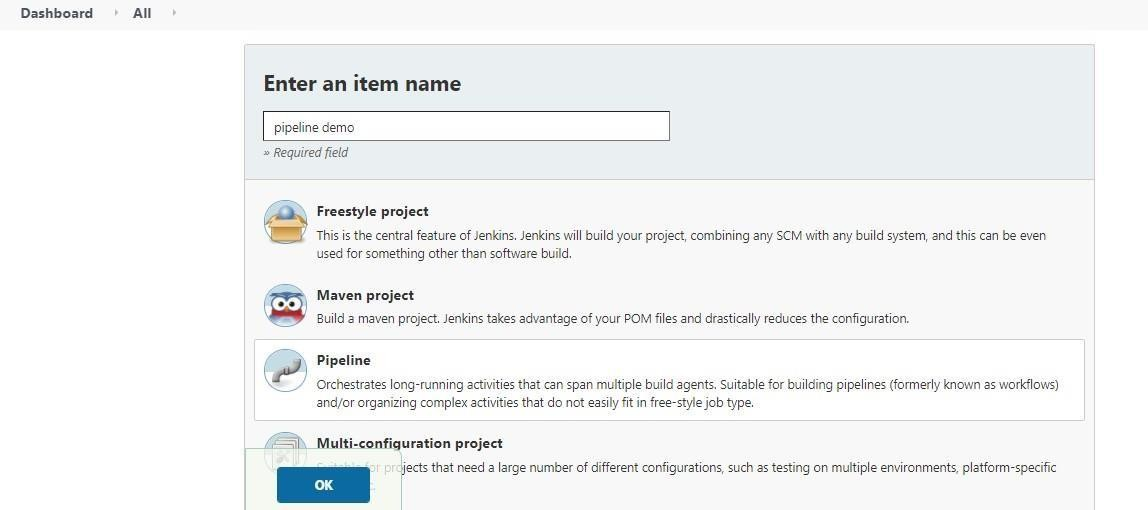 Dashboard All
Enter an item name
pipeline demo
» Required field
Freestyle project
This is the central feature of Jenkins. Jenkins will build your project, combining any SCM with any build system, and this can be even
used for something other than software build.
Maven project
Build a maven project. Jenkins takes advantage of your POM files and drastically reduces the configuration.
Pipeline
Orchestrates long-running activities that can span multiple build agents. Suitable for building pipelines (formerly known as workflows)
and/or organizing complex activities that do not easily fit in free-style job type.
Multi-configuration project
Suitable for projects that need a large number of different configurations, such as testing on multiple environments, platform-specific
OK